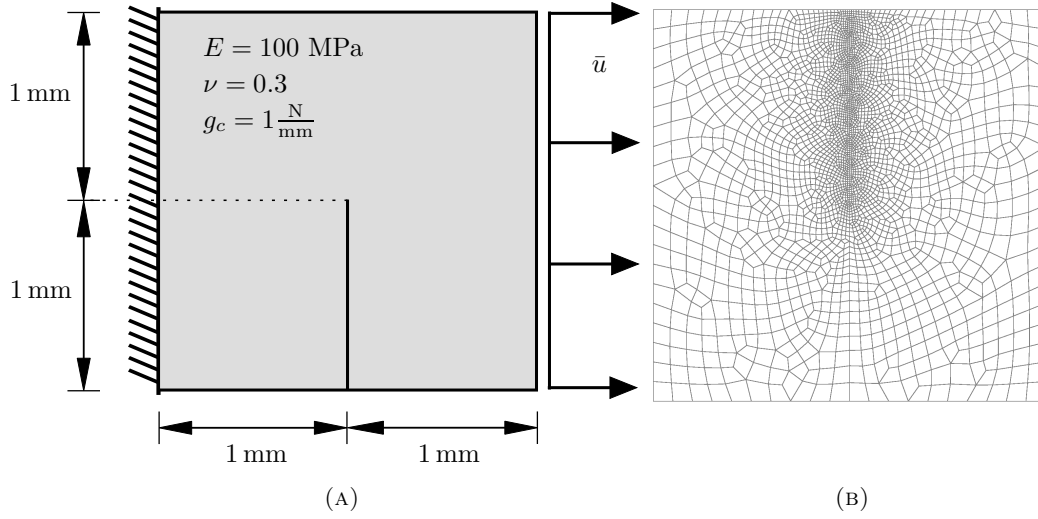 E = 100 MPa
ν = 0.3
g_c = 1 N/mm
ū
1 mm
1 mm
1 mm
1 mm
(A)
(B)